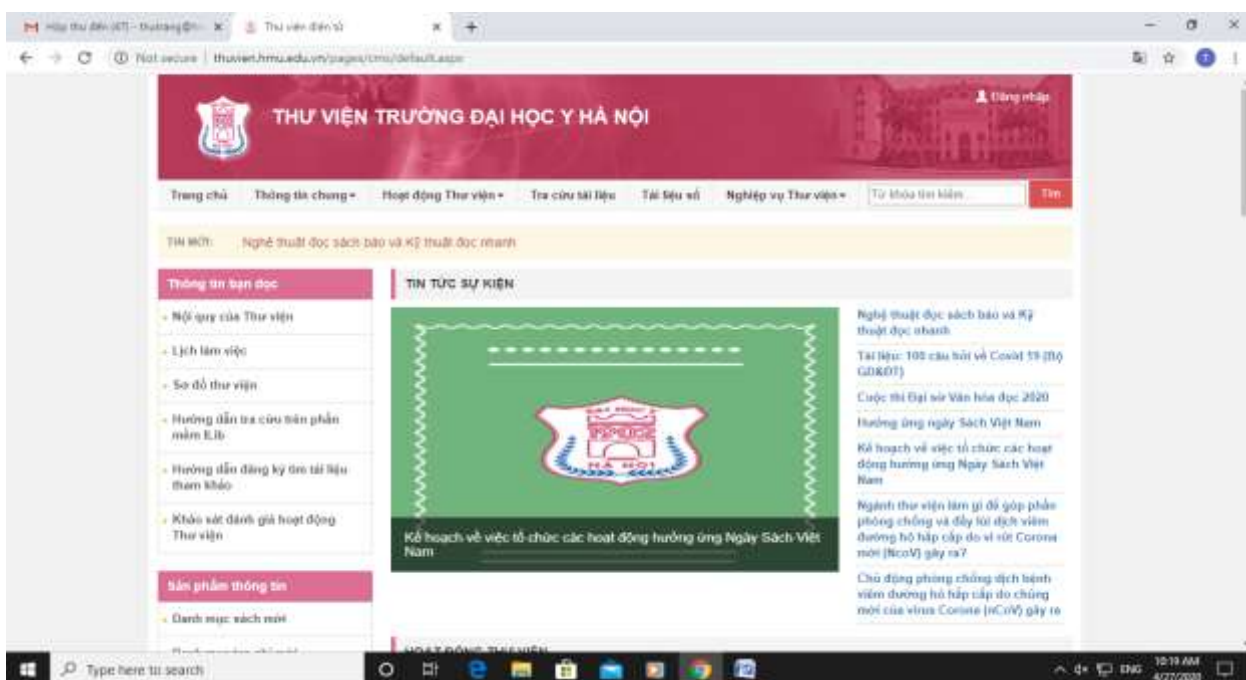 Thư viện điện tử
Not secure | thuvien.hmu.edu.vn/pages/cms/default.aspx
THƯ VIỆN TRƯỜNG ĐẠI HỌC Y HÀ NỘI
Đăng nhập
Trang chủ Thông tin chung Hoạt động Thư viện Tra cứu tài liệu Tài liệu số Nghiệp vụ Thư viện Từ khóa tìm kiếm Tìm
TIN MỚI: Nghệ thuật đọc sách báo và Kỹ thuật đọc nhanh
Thông tin bạn đọc
Nội quy của Thư viện
Lịch làm việc
Sơ đồ thư viện
Hướng dẫn tra cứu trên phần
mềm ILib
Hướng dẫn đăng ký tìm tài liệu
tham khảo
Khảo sát đánh giá hoạt động
Thư viện
Sản phẩm thông tin
Danh mục sách mới
TIN TỨC SỰ KIỆN
ĐẠI HỌC Y
HÀ NỘI
Kế hoạch về việc tổ chức các hoạt động hưởng ứng Ngày Sách Việt
Nam
Nghệ thuật đọc sách báo và Kỹ
thuật đọc nhanh
Tài liệu: 100 câu hỏi về Covid 19 (Bộ
GD&ĐT)
Cuộc thi Đại sứ Văn hóa đọc 2020
Hưởng ứng ngày Sách Việt Nam
Kế hoạch về việc tổ chức các hoạt
động hưởng ứng Ngày Sách Việt
Nam
Ngành thư viện làm gì để góp phần
phòng chống và đẩy lùi dịch viêm
đường hô hấp cấp do vi rút Corona
mới (NcoV) gây ra?
Chủ động phòng chống dịch bệnh
viêm đường hô hấp cấp do chủng
mới của virus Corona (nCoV) gây ra
HOẠT ĐỘNG THƯ VIỆN
Type here to search
ENG
10:19 AM
4/27/2020